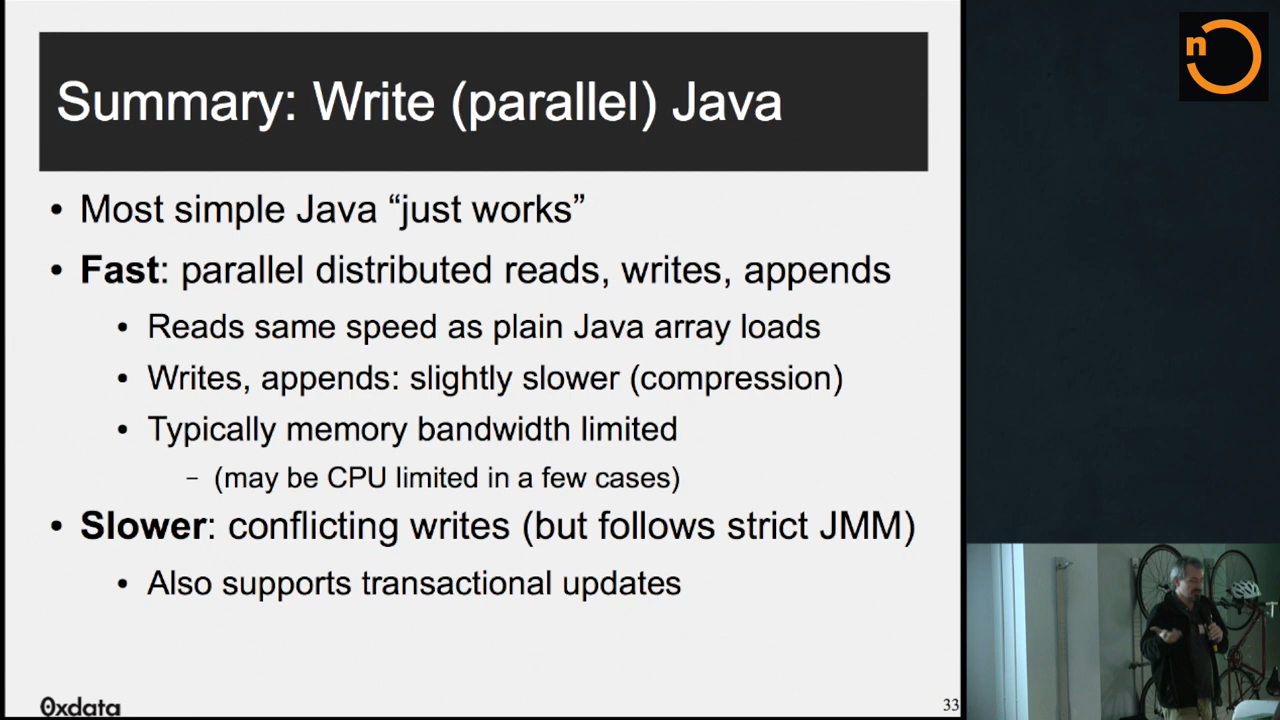 Summary: Write (parallel) Java
• Most simple Java “just works”
• Fast: parallel distributed reads, writes, appends
• Reads same speed as plain Java array loads
• Writes, appends: slightly slower (compression)
• Typically memory bandwidth limited
– (may be CPU limited in a few cases)
• Slower: conflicting writes (but follows strict JMM)
• Also supports transactional updates
0xdata
33
n